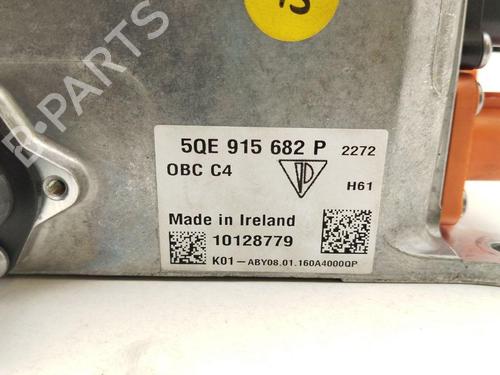 5QE 915 682 P 2272
OBC C4
H61
Made in Ireland
10128779
K01-ABY08.01.160A4000QP
B-PARTS